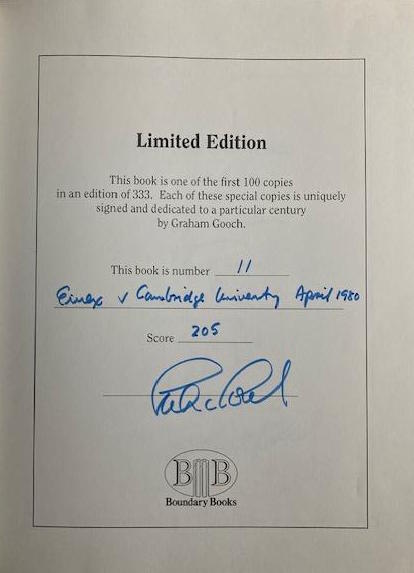 Limited Edition
This book is one of the first 100 copies
in an edition of 333. Each of these special copies is uniquely
signed and dedicated to a particular century
by Graham Gooch.
This book is number 11
Essex v Cambridge University April 1980
Score 205
BB
Boundary Books